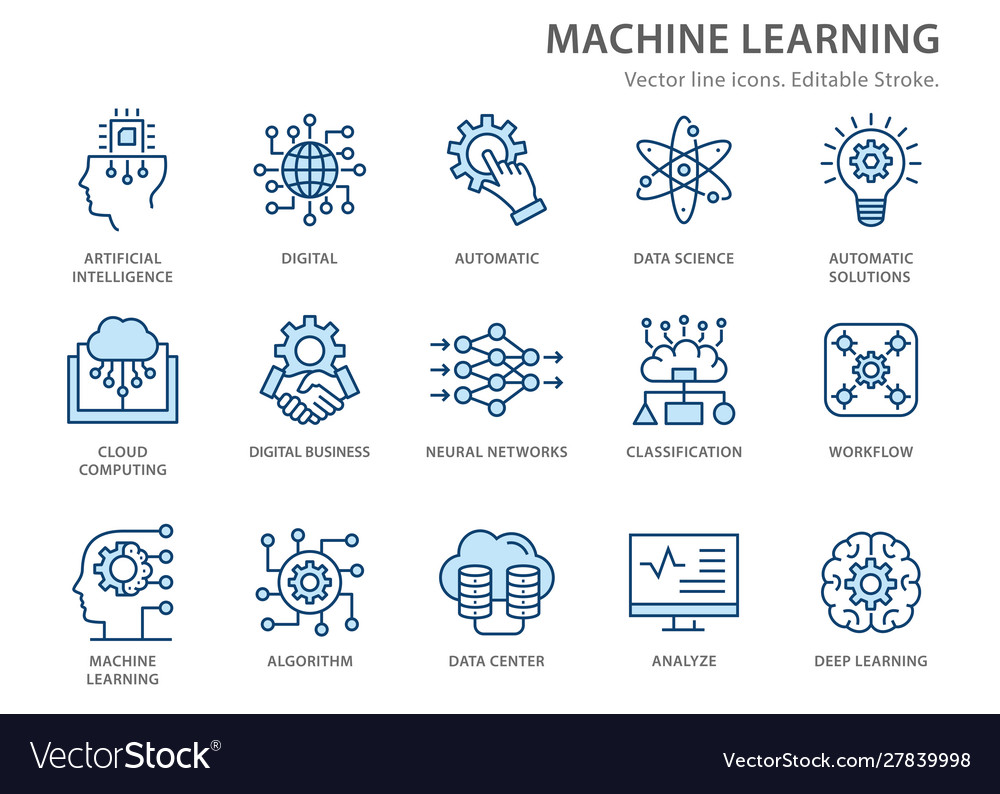 MACHINE LEARNING
Vector line icons. Editable Stroke.
ARTIFICIAL
INTELLIGENCE
DIGITAL
AUTOMATIC
DATA SCIENCE
AUTOMATIC
SOLUTIONS
CLOUD
COMPUTING
DIGITAL BUSINESS
NEURAL NETWORKS
CLASSIFICATION
WORKFLOW
MACHINE
LEARNING
ALGORITHM
DATA CENTER
ANALYZE
DEEP LEARNING
VectorStock®
VectorStock.com/27839998